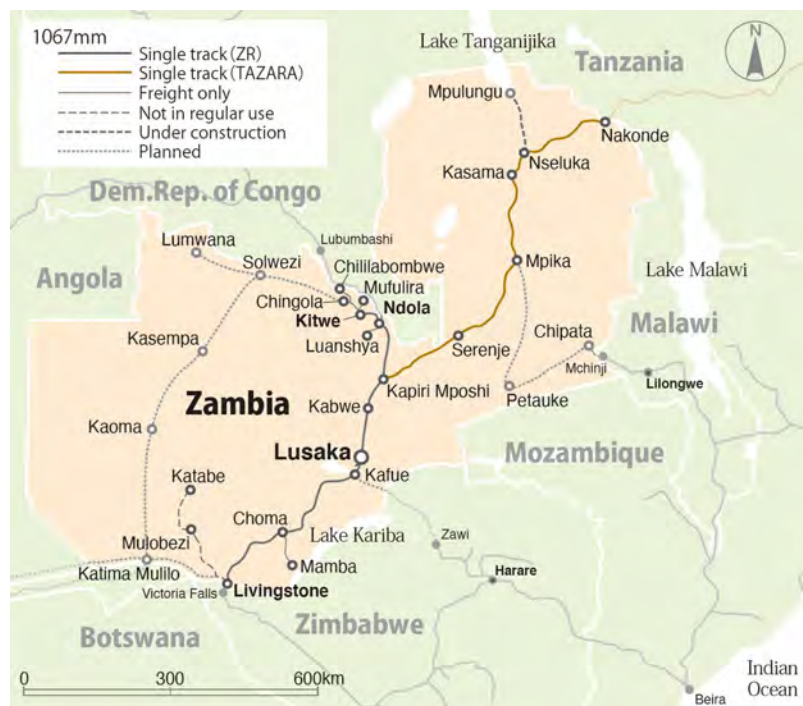 1067mm
Single track(ZR)
Single track(TAZARA)
Freight only
Not in regular use
Under construction
Planned
Lake Tanganijika
N
Tanzania
Mpulungu
Nakonde
Nseluka
Kasama
Dem.Rep. of Congo
Lubumbashi
Lumwana
Solwezi
Chililabombwe
Mufulira
Angola
Chingola
Ndola
Kitwe
Mpika
Lake Malawi
Kasempa
Luanshya
Serenje
Chipata
Malawi
Mchinji
Lilongwe
Kapiri Mposhi
Petauke
Zambia
Kabwe
Kaoma
Mozambique
Lusaka
Kafue
Katabe
Choma
Lake Kariba
Zawi
Mulobezi
Mamba
Katima Mulilo
Harare
Livingstone
Victoria Falls
Zimbabwe
Botswana
Indian
Ocean
0 300 600km
Beira